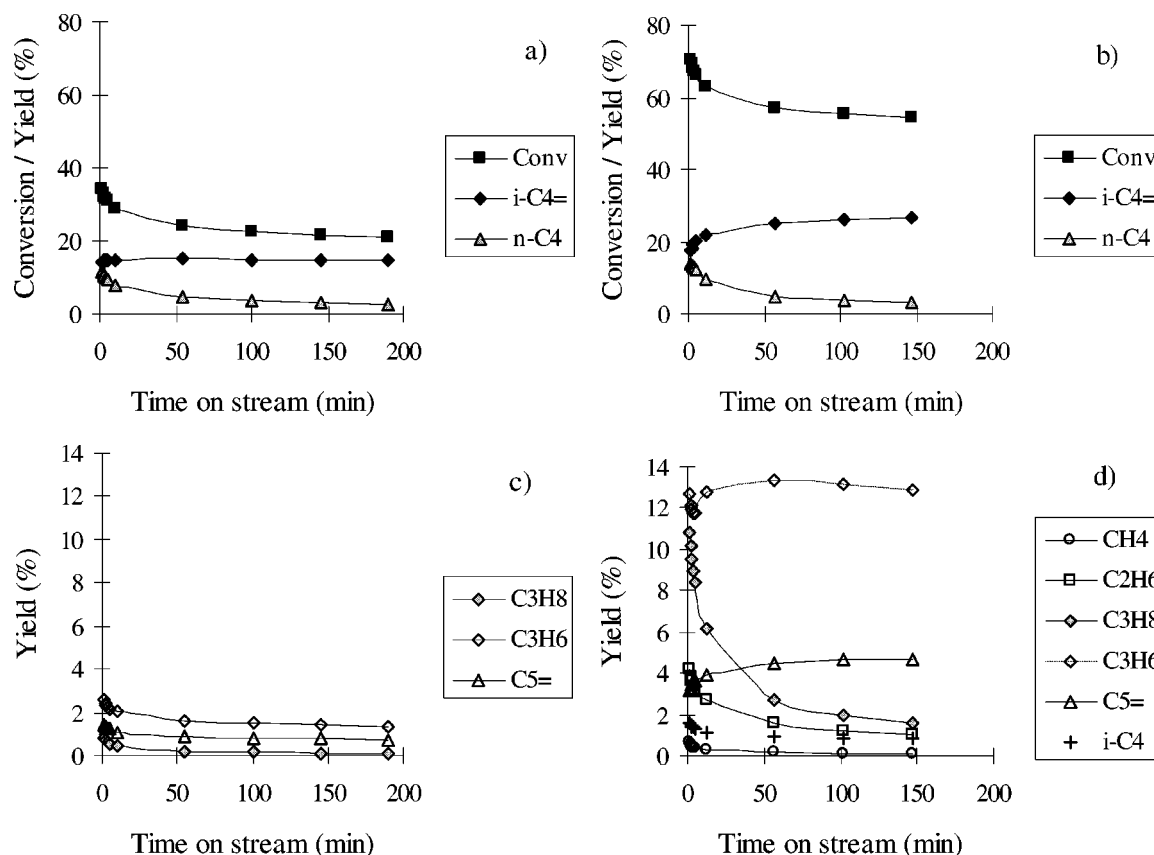 a)
Conversion / Yield (%)
80
60
40
20
0
0 50 100 150 200
Time on stream (min)
Conv
i-C4=
n-C4
b)
Conversion / Yield (%)
80
60
40
20
0
0 50 100 150 200
Time on stream (min)
Conv
i-C4=
n-C4
c)
Yield (%)
14
12
10
8
6
4
2
0
0 50 100 150 200
Time on stream (min)
C3H8
C3H6
C5=
d)
Yield (%)
14
12
10
8
6
4
2
0
0 50 100 150 200
Time on stream (min)
CH4
C2H6
C3H8
C3H6
C5=
i-C4